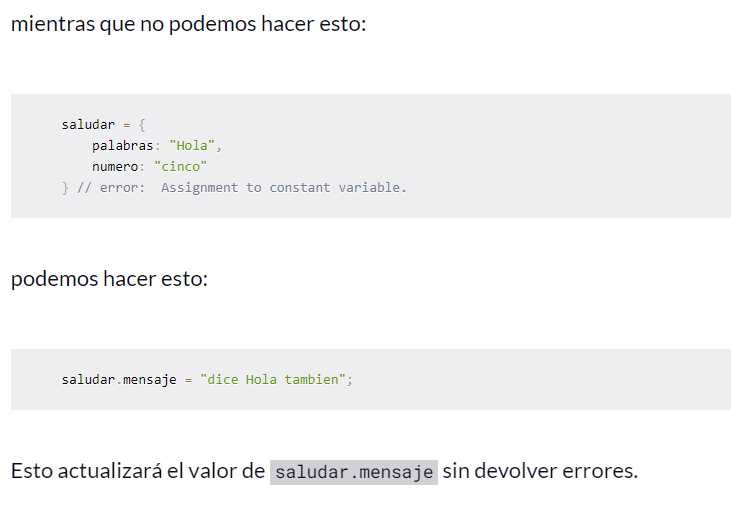 mientras que no podemos hacer esto:
saludar = {
palabras: "Hola",
numero: "cinco"
} // error:  Assignment to constant variable.
podemos hacer esto:
saludar.mensaje = "dice Hola tambien";
Esto actualizará el valor de saludar.mensaje sin devolver errores.